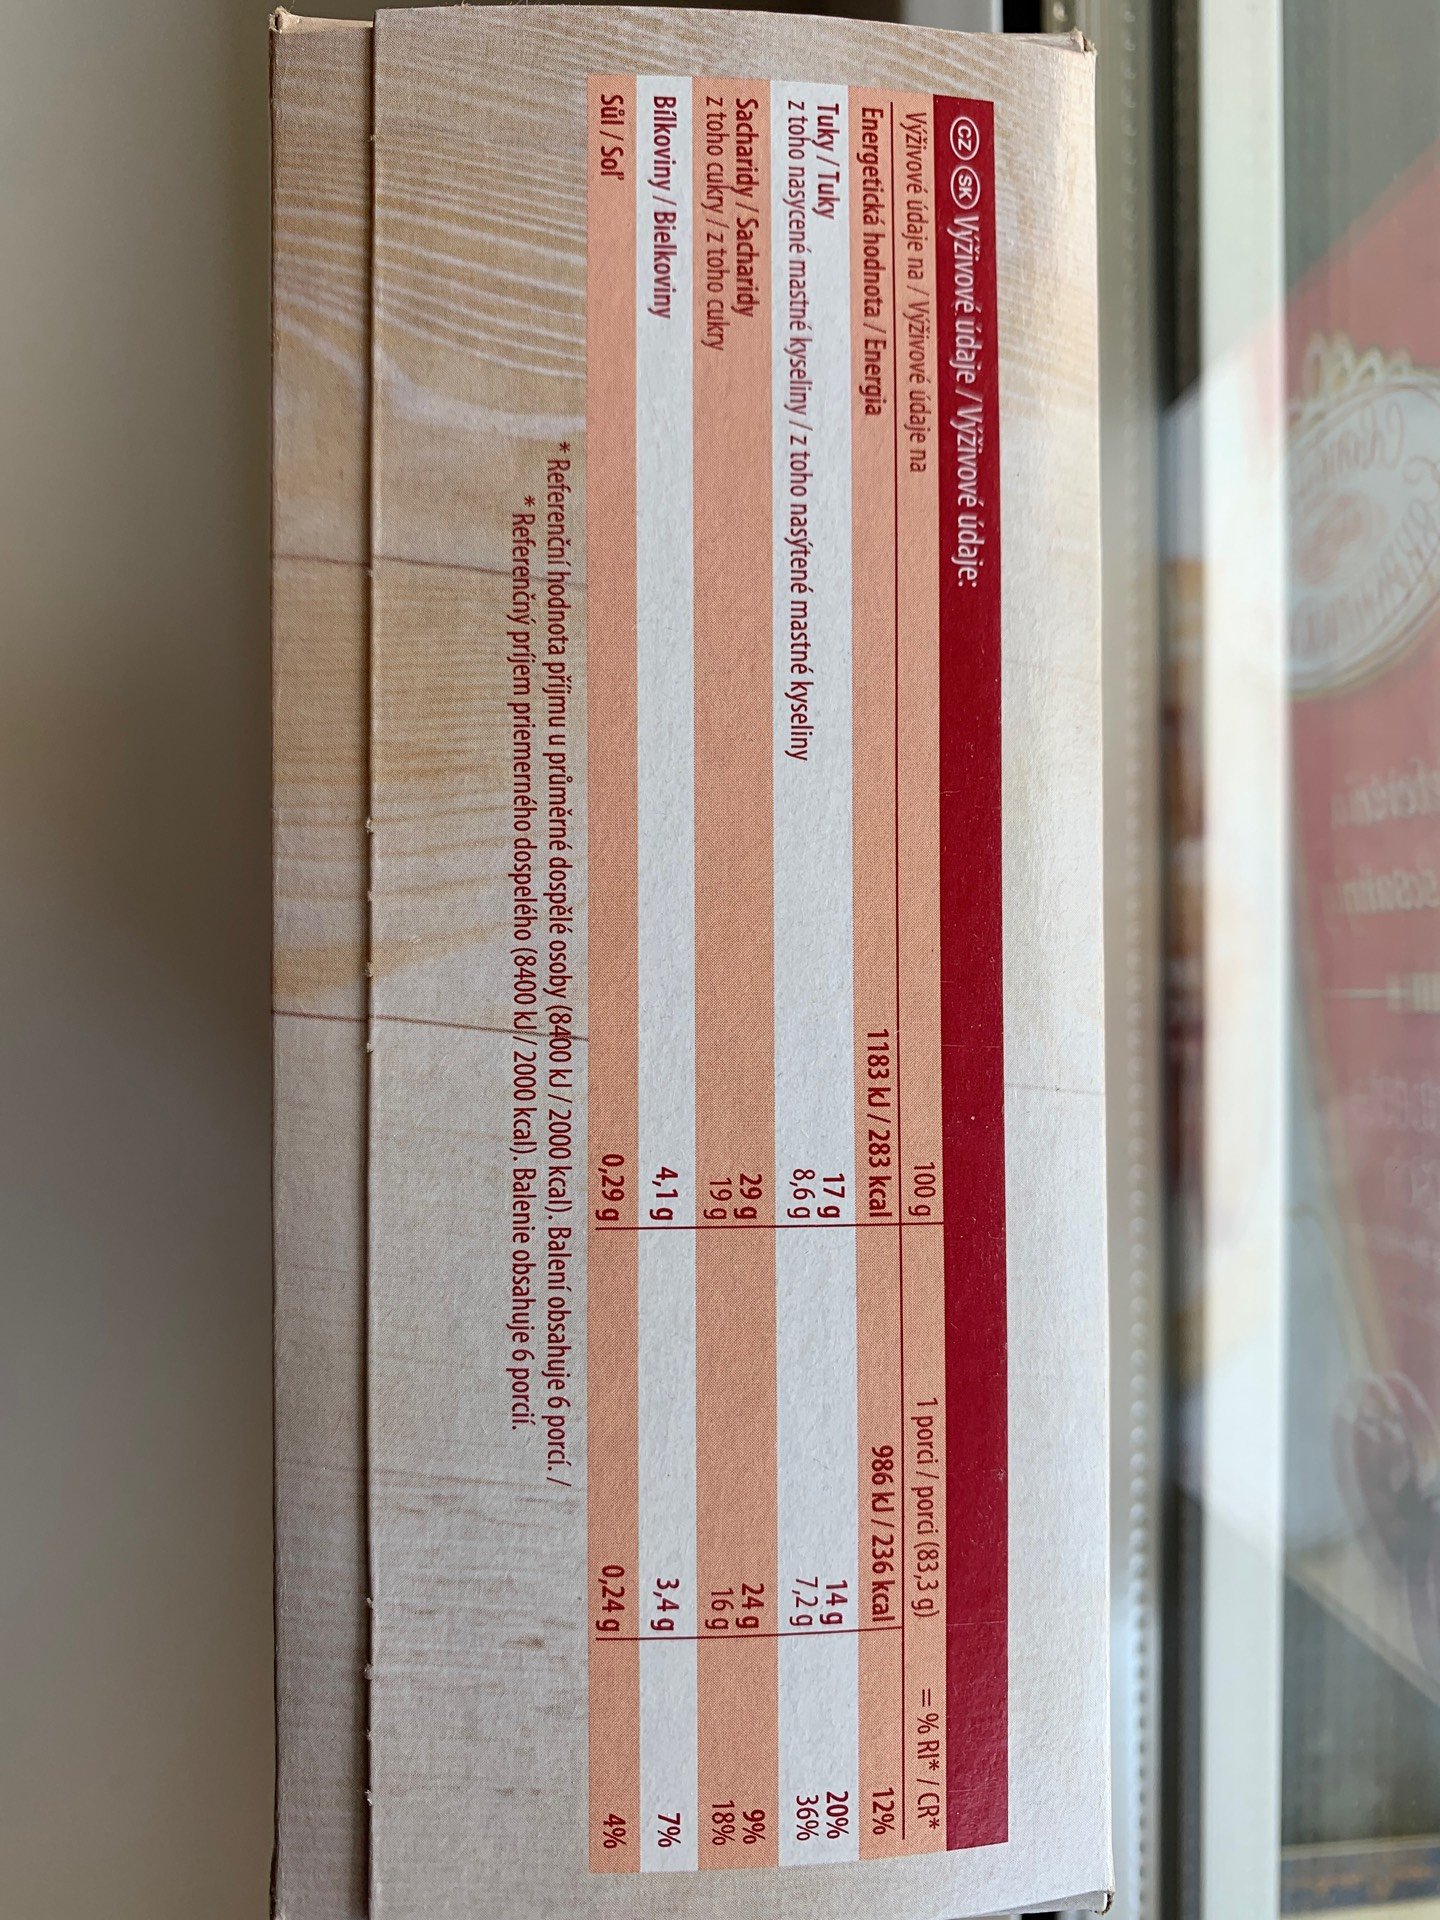 CZ SK Výživové údaje / Výživové údaje:
Výživové údaje na / Výživové údaje na 100 g 1 porci / porci (83,3 g) = % RI* / CR*
Energetická hodnota / Energia 1183 kJ / 283 kcal 986 kJ / 236 kcal 12%
Tuky / Tuky 17 g 14 g 20%
z toho nasycené mastné kyseliny / z toho nasýtené mastné kyseliny 8,6 g 7,2 g 36%
Sacharidy / Sacharidy 29 g 24 g 9%
z toho cukry / z toho cukry 19 g 16 g 18%
Bílkoviny / Bielkoviny 4,1 g 3,4 g 7%
Sůl / Soľ 0,29 g 0,24 g 4%
* Referenční hodnota příjmu u průměrné dospělé osoby (8400 kJ / 2000 kcal). Balení obsahuje 6 porcí. /
* Referenčný príjem priemerného dospelého (8400 kJ / 2000 kcal). Balenie obsahuje 6 porcií.